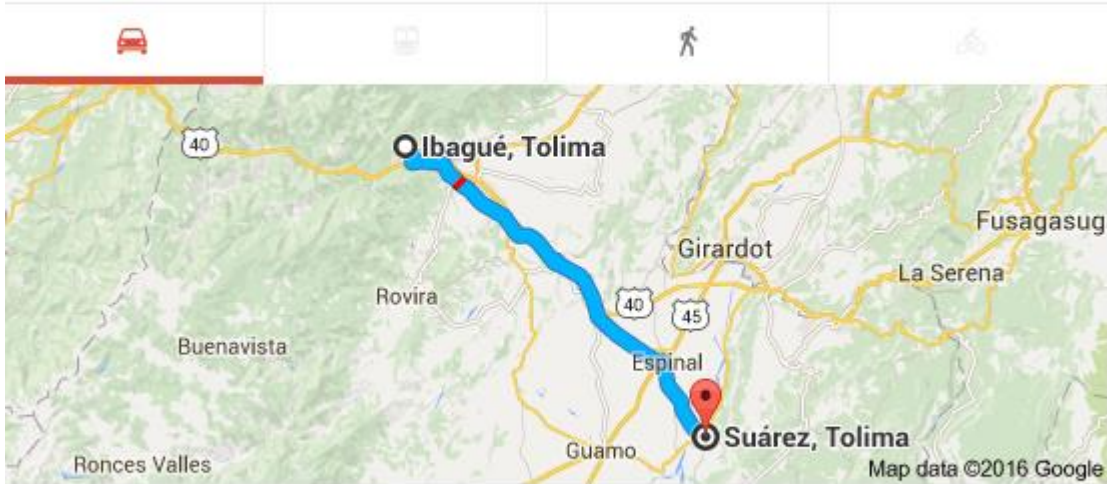 40
Ibagué, Tolima
Fusagasug
Girardot
La Serena
Rovira
40
45
Buenavista
Espinal
Suárez, Tolima
Guamo
Ronces Valles
Map data ©2016 Google